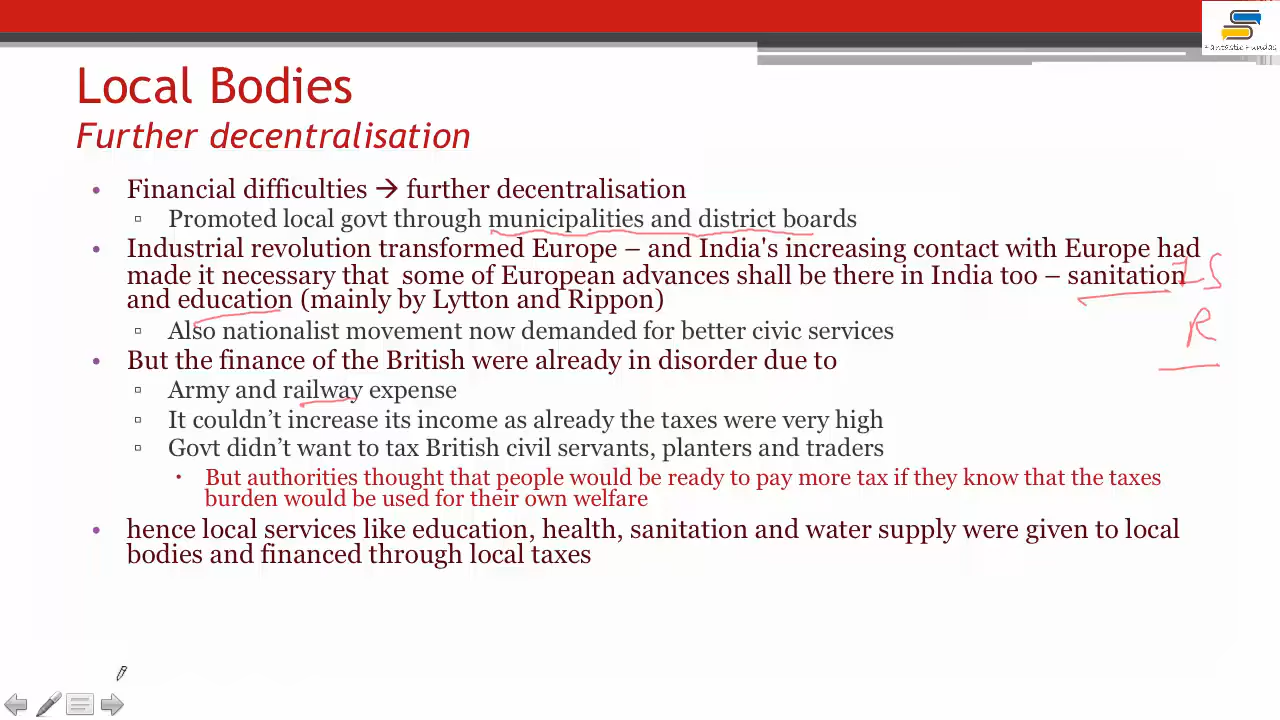 Fantastic Fundas
Local Bodies
Further decentralisation
• Financial difficulties → further decentralisation
▫ Promoted local govt through municipalities and district boards
• Industrial revolution transformed Europe – and India's increasing contact with Europe had
made it necessary that some of European advances shall be there in India too – sanitation
and education (mainly by Lytton and Rippon)
▫ Also nationalist movement now demanded for better civic services
• But the finance of the British were already in disorder due to
▫ Army and railway expense
▫ It couldn't increase its income as already the taxes were very high
▫ Govt didn't want to tax British civil servants, planters and traders
• But authorities thought that people would be ready to pay more tax if they know that the taxes
burden would be used for their own welfare
• hence local services like education, health, sanitation and water supply were given to local
bodies and financed through local taxes
R